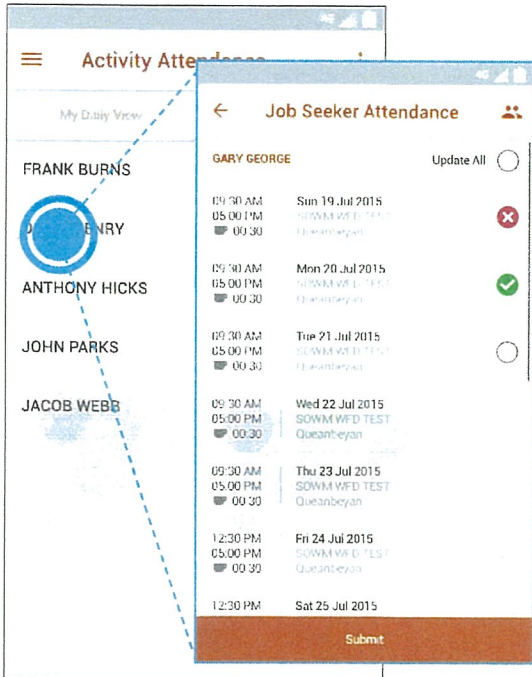 4G
Activity Attendance
My Daily View
FRANK BURNS
ENRY
ANTHONY HICKS
JOHN PARKS
JACOB WEBB
4G
Job Seeker Attendance
GARY GEORGE
Update All
09:30 AM Sun 19 Jul 2015
05:00 PM SOWM WFD TEST
00:30 Queanbeyan
09:30 AM Mon 20 Jul 2015
05:00 PM SOWM WFD TEST
00:30 Queanbeyan
09:30 AM Tue 21 Jul 2015
05:00 PM SOWM WFD TEST
00:30 Queanbeyan
09:30 AM Wed 22 Jul 2015
05:00 PM SOWM WFD TEST
00:30 Queanbeyan
09:30 AM Thu 23 Jul 2015
05:00 PM SOWM WFD TEST
00:30 Queanbeyan
12:30 PM Fri 24 Jul 2015
05:00 PM SOWM WFD TEST
00:30 Queanbeyan
12:30 PM Sat 25 Jul 2015
Submit